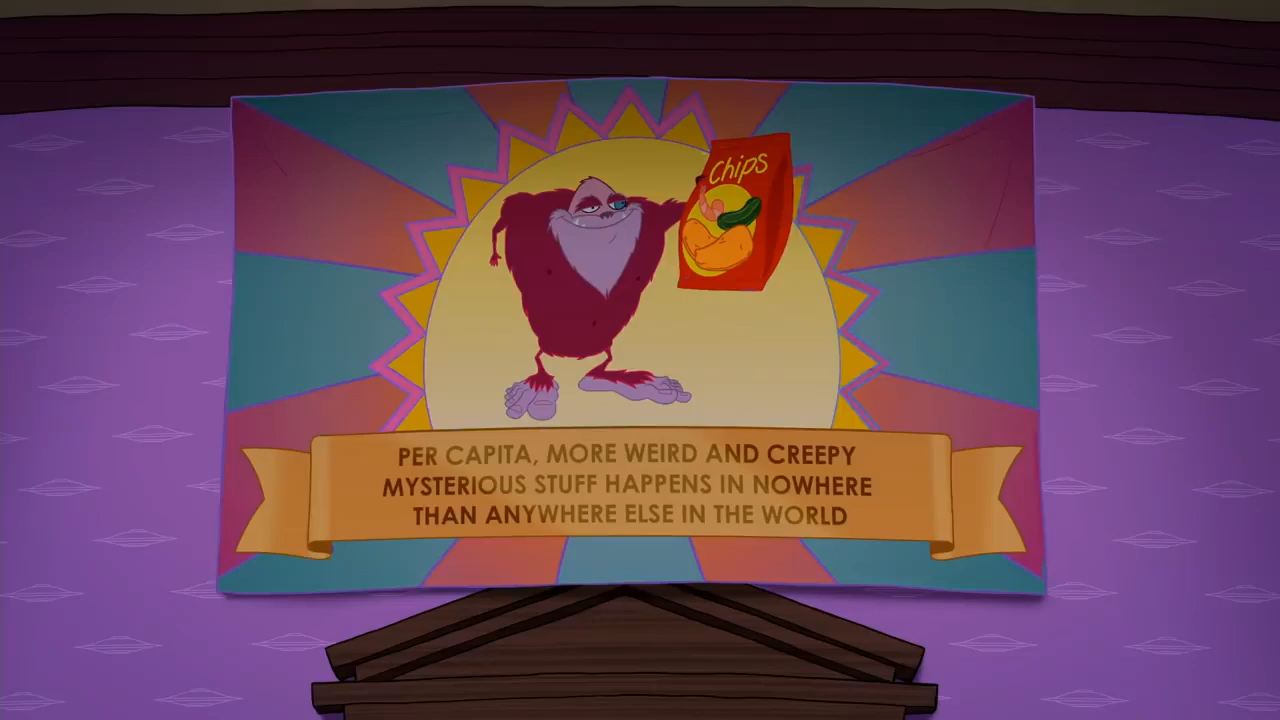 Chips
PER CAPITA, MORE WEIRD AND CREEPY
MYSTERIOUS STUFF HAPPENS IN NOWHERE
THAN ANYWHERE ELSE IN THE WORLD